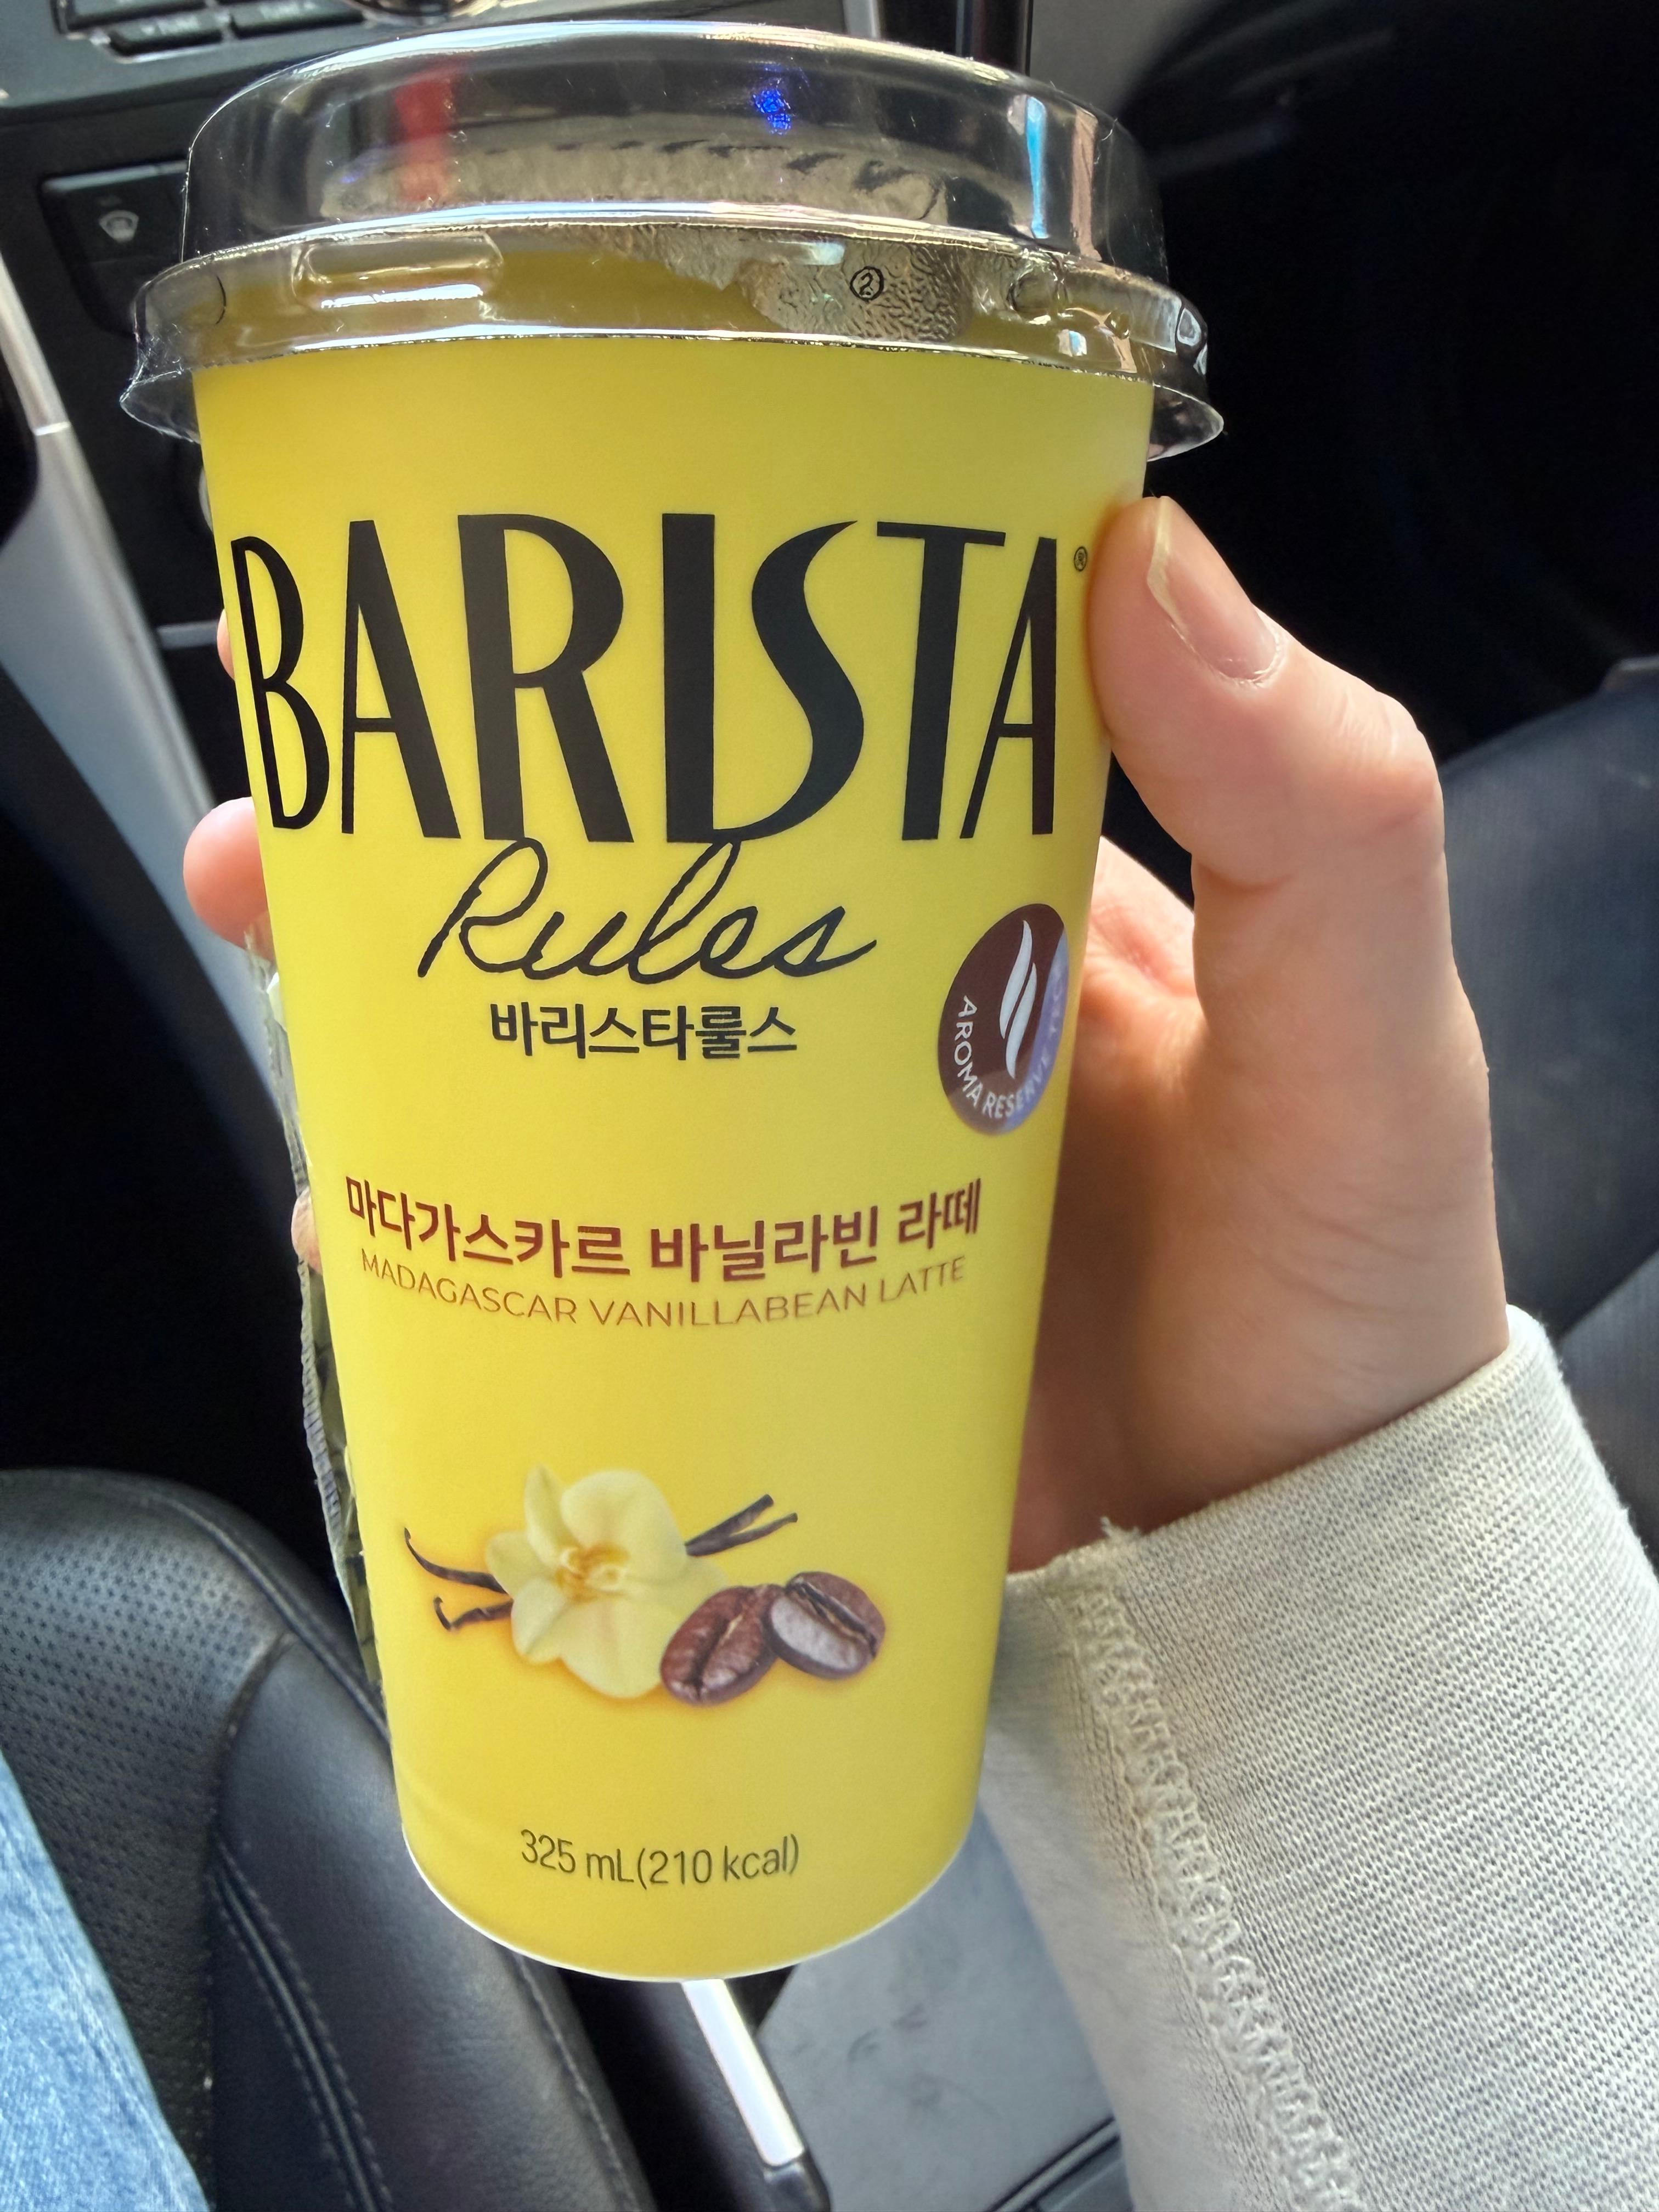 ②
BARISTA®
Rules
바리스타룰스
AROMA RESERVE
마다가스카르 바닐라빈 라떼
MADAGASCAR VANILLABEAN LATTE
325 mL(210 kcal)